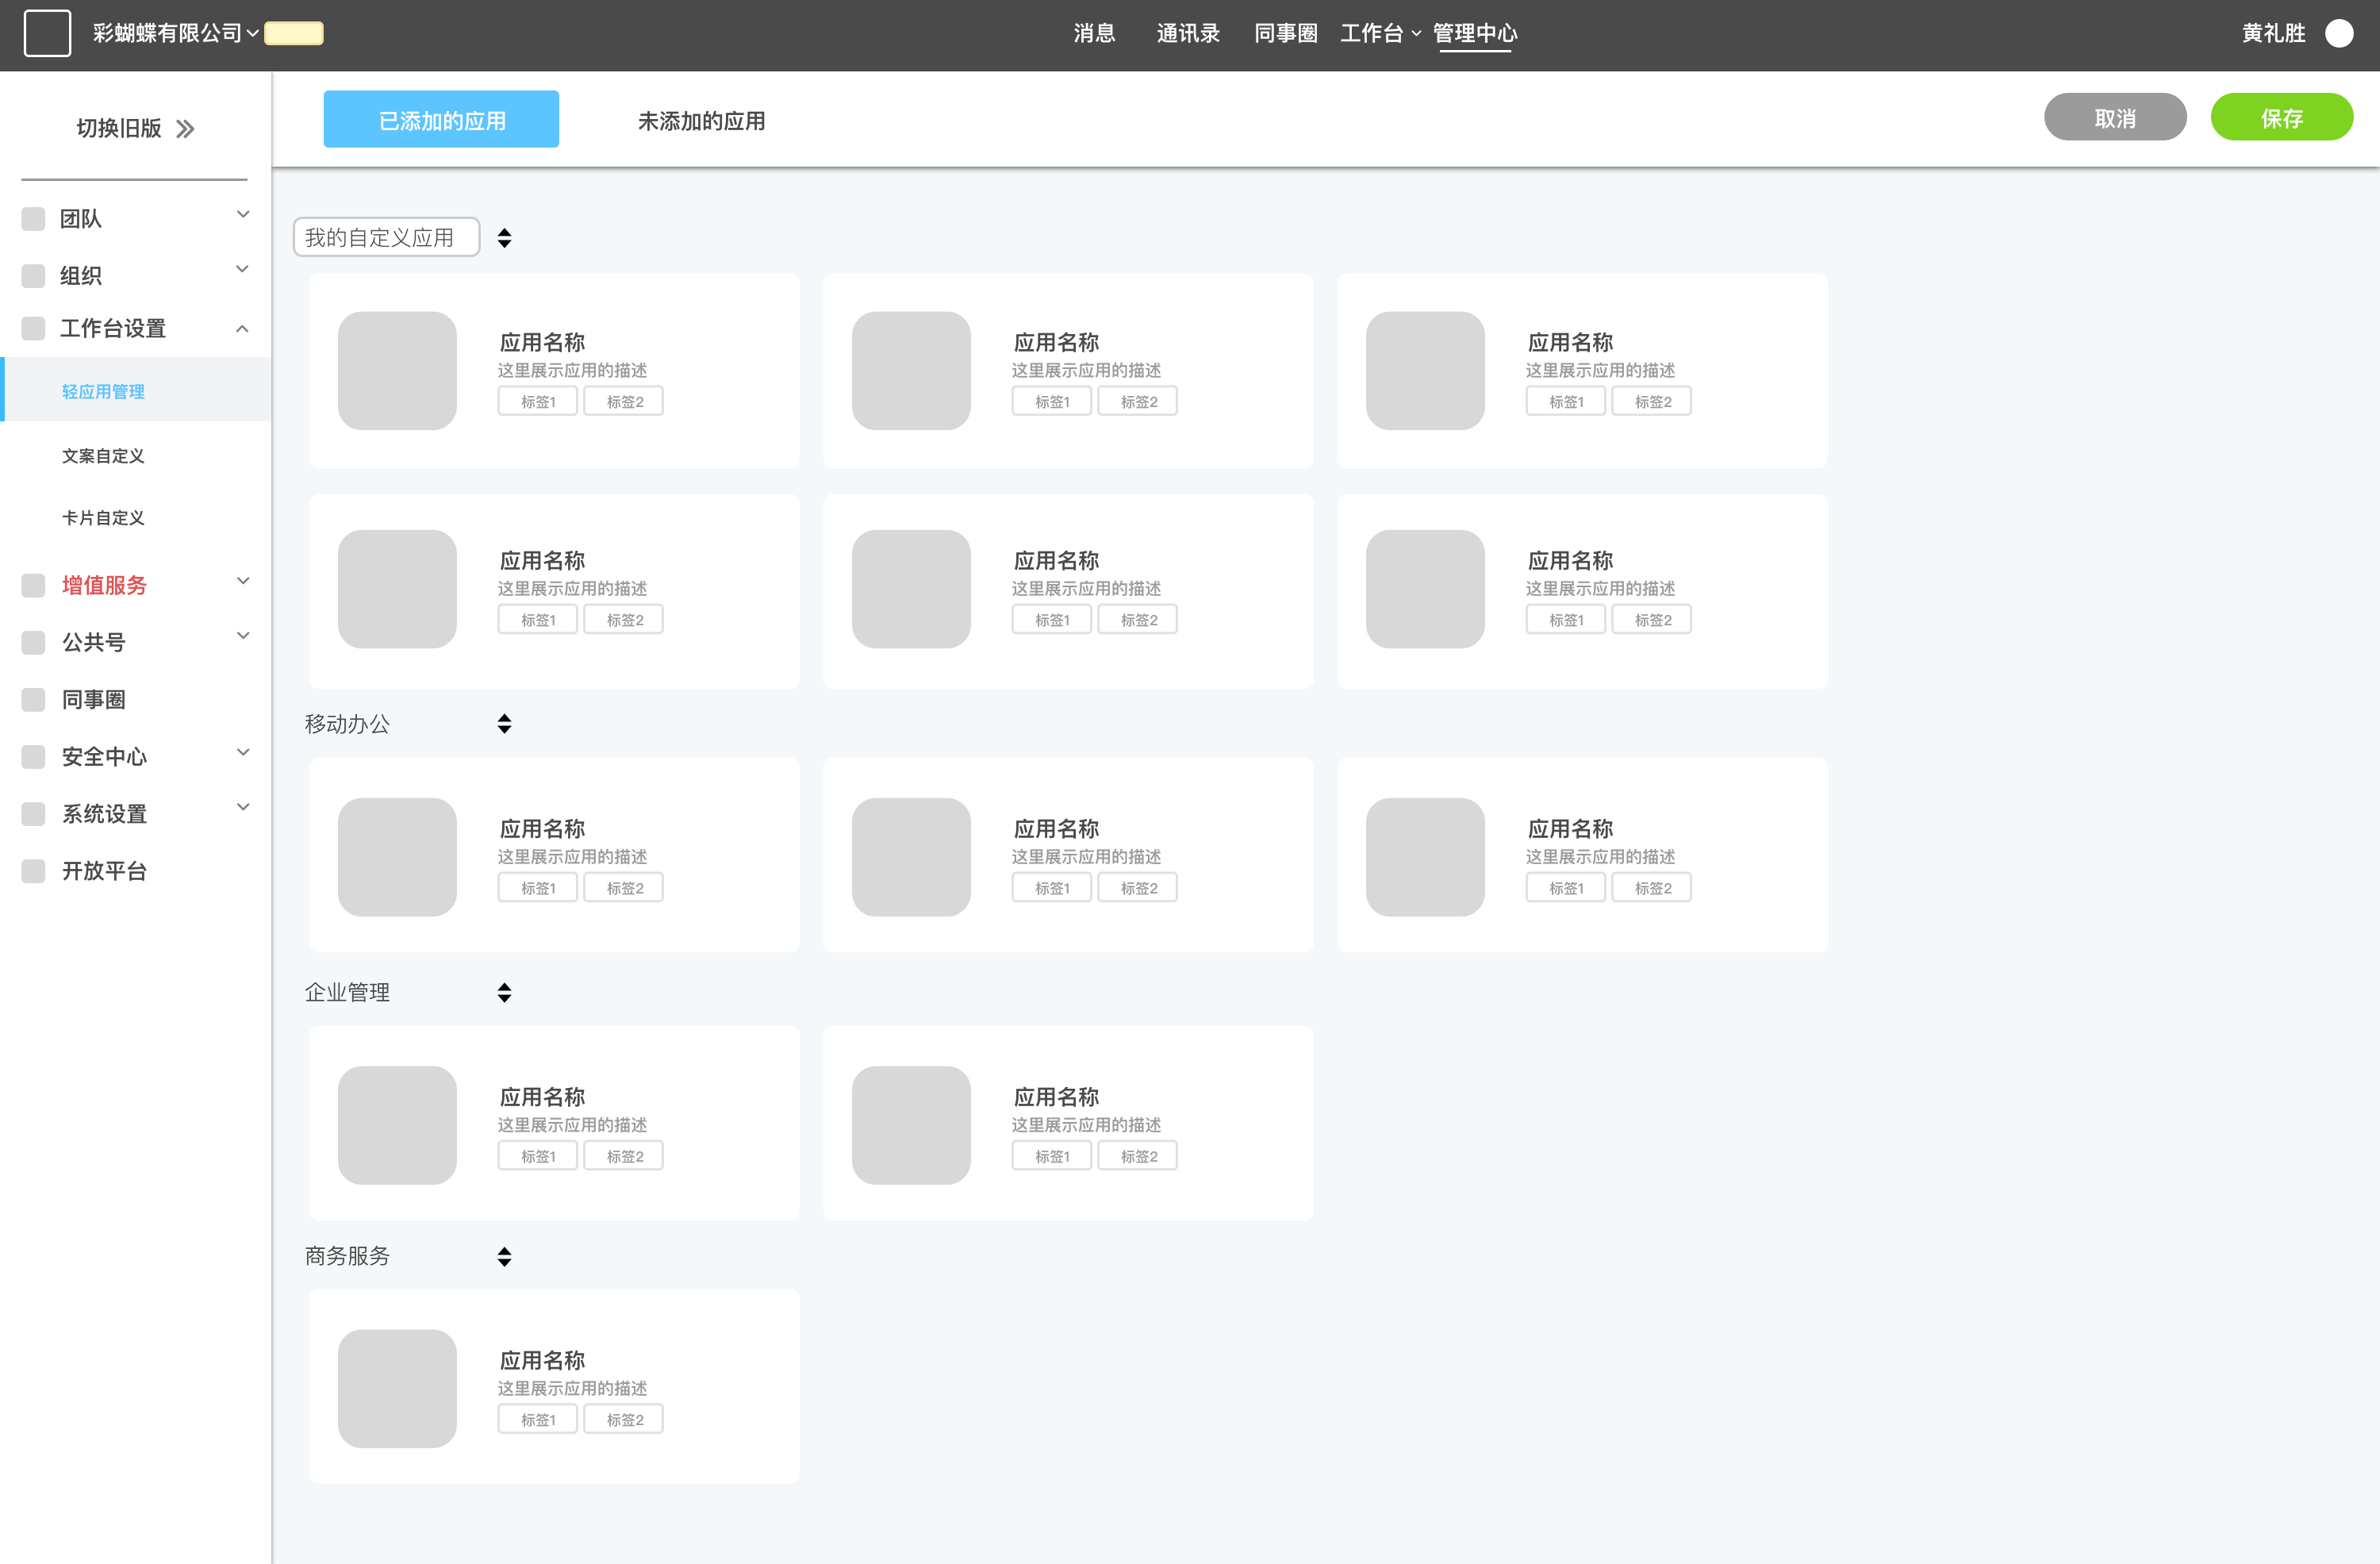 彩蝴蝶有限公司 消息 通讯录 同事圈 工作台 管理中心 黄礼胜
切换旧版
已添加的应用 未添加的应用 取消 保存
团队
组织
工作台设置
轻应用管理
文案自定义
卡片自定义
增值服务
公共号
同事圈
安全中心
系统设置
开放平台
我的自定义应用
应用名称 应用名称 应用名称
这里展示应用的描述 这里展示应用的描述 这里展示应用的描述
标签1 标签2 标签1 标签2 标签1 标签2
应用名称 应用名称 应用名称
这里展示应用的描述 这里展示应用的描述 这里展示应用的描述
标签1 标签2 标签1 标签2 标签1 标签2
移动办公
应用名称 应用名称 应用名称
这里展示应用的描述 这里展示应用的描述 这里展示应用的描述
标签1 标签2 标签1 标签2 标签1 标签2
企业管理
应用名称 应用名称
这里展示应用的描述 这里展示应用的描述
标签1 标签2 标签1 标签2
商务服务
应用名称
这里展示应用的描述
标签1 标签2